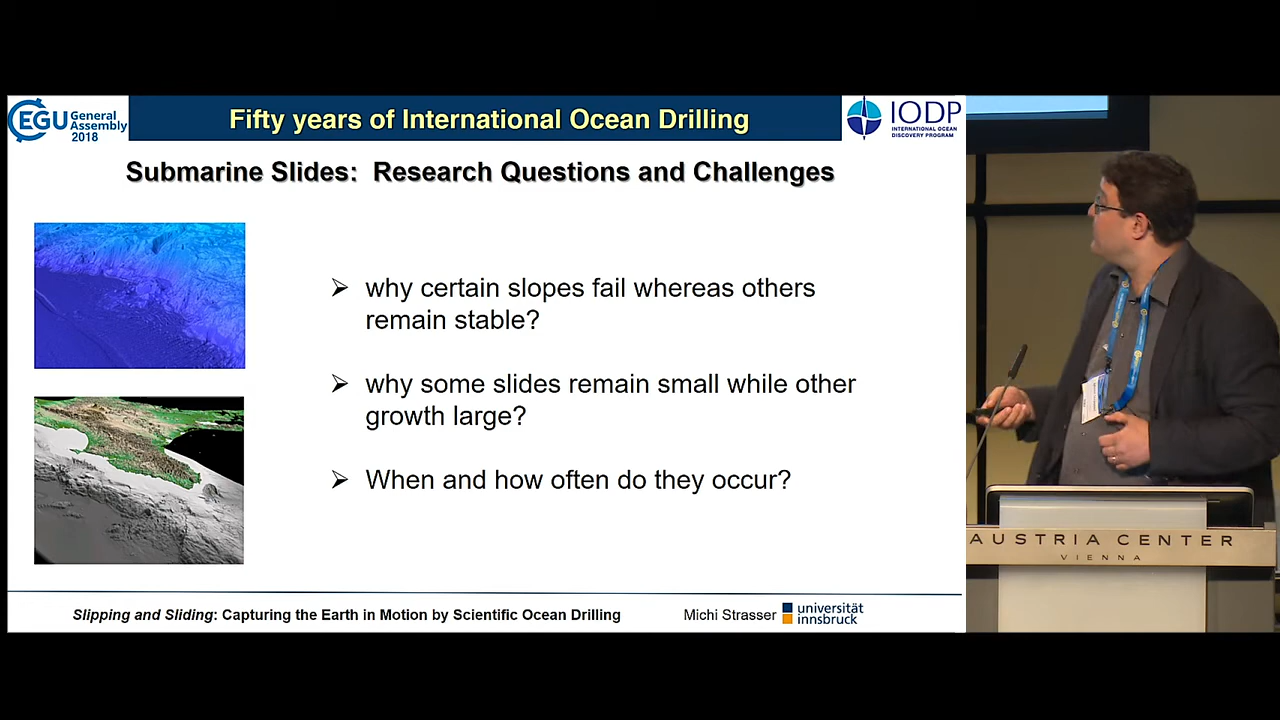 EGU General
Assembly
2018
Fifty years of International Ocean Drilling
IODP
INTERNATIONAL OCEAN
DISCOVERY PROGRAM
Submarine Slides: Research Questions and Challenges
why certain slopes fail whereas others
remain stable?
why some slides remain small while other
growth large?
When and how often do they occur?
Slipping and Sliding: Capturing the Earth in Motion by Scientific Ocean Drilling
Michi Strasser
universität
innsbruck
AUSTRIA CENTER
VIENNA